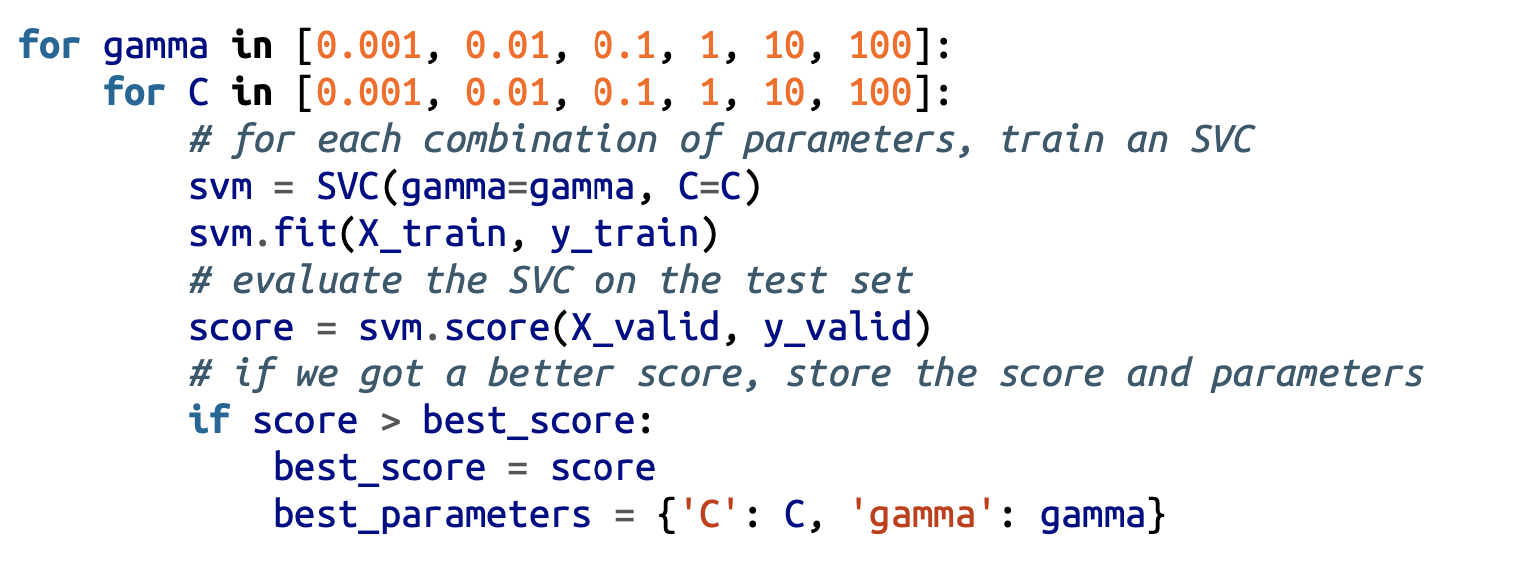 for gamma in [0.001, 0.01, 0.1, 1, 10, 100]:
    for C in [0.001, 0.01, 0.1, 1, 10, 100]:
        # for each combination of parameters, train an SVC
        svm = SVC(gamma=gamma, C=C)
        svm.fit(X_train, y_train)
        # evaluate the SVC on the test set
        score = svm.score(X_valid, y_valid)
        # if we got a better score, store the score and parameters
        if score > best_score:
            best_score = score
            best_parameters = {'C': C, 'gamma': gamma}